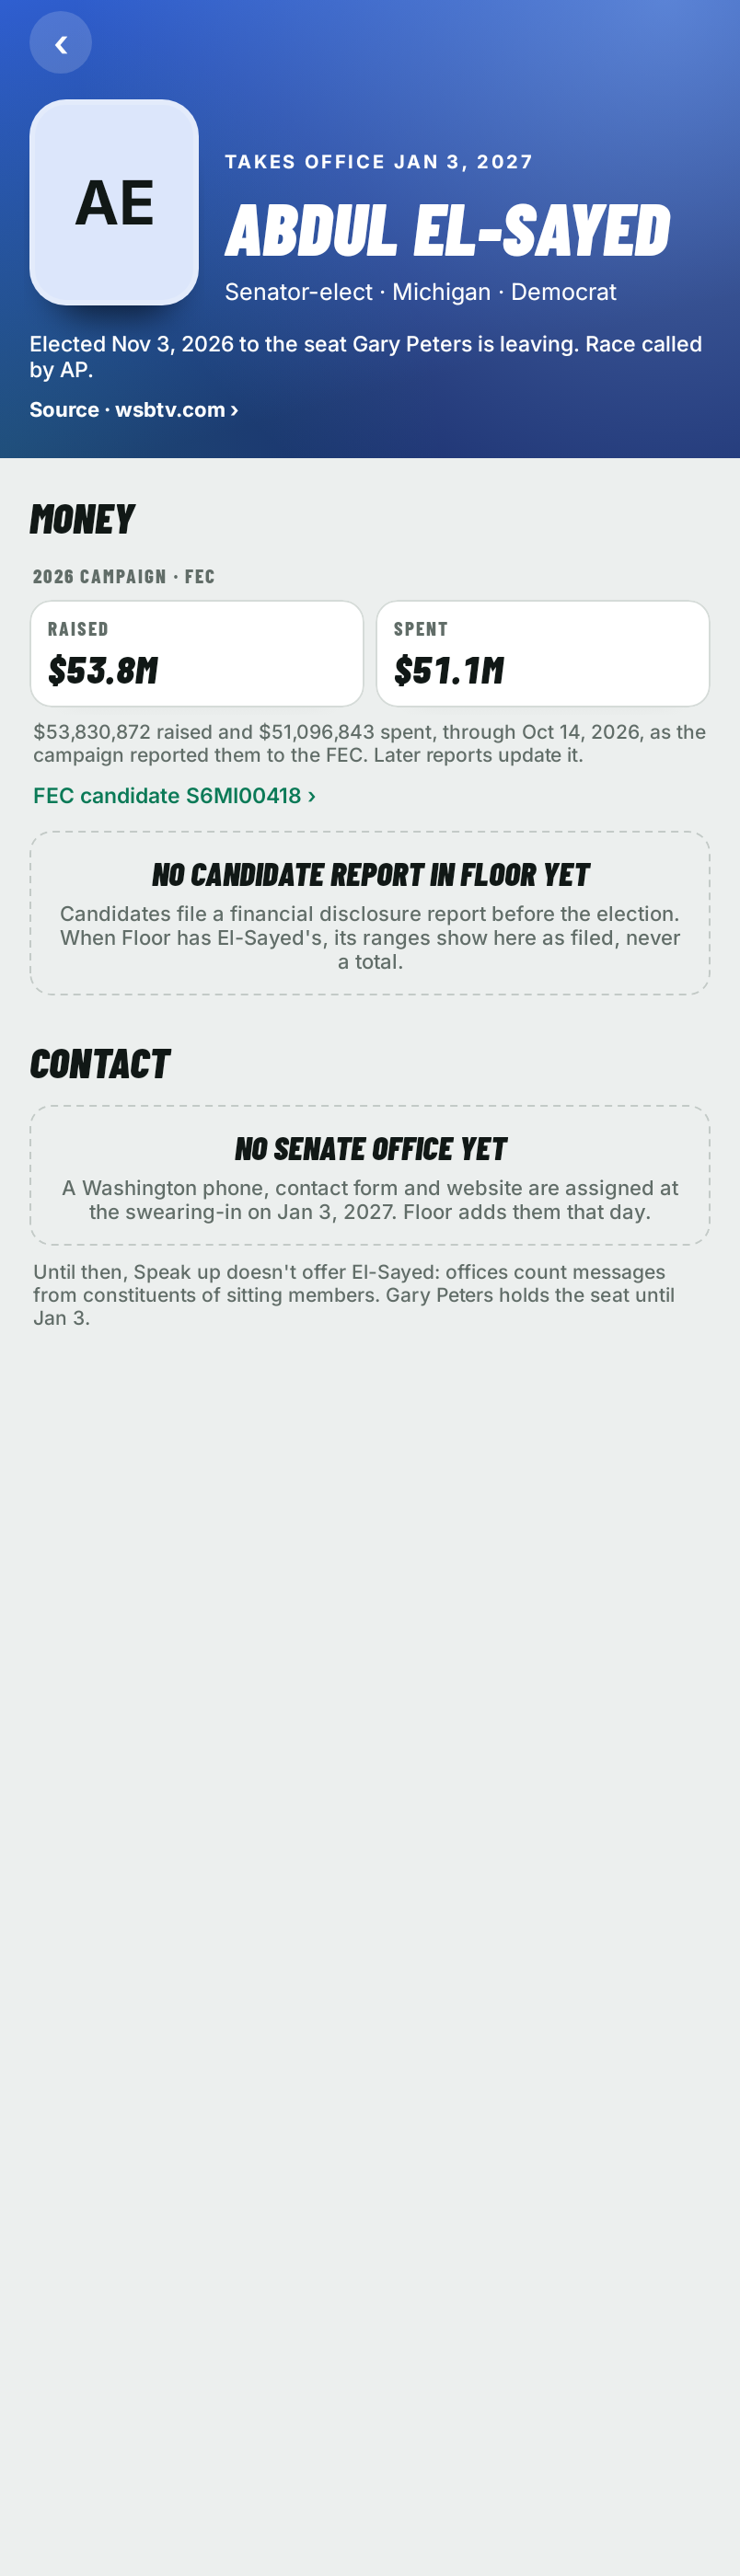 ‹
AE
TAKES OFFICE JAN 3, 2027
ABDUL EL-SAYED
Senator-elect · Michigan · Democrat
Elected Nov 3, 2026 to the seat Gary Peters is leaving. Race called
by AP.
Source · wsbtv.com ›
MONEY
2026 CAMPAIGN · FEC
RAISED
$53.8M
SPENT
$51.1M
$53,830,872 raised and $51,096,843 spent, through Oct 14, 2026, as the
campaign reported them to the FEC. Later reports update it.
FEC candidate S6MI00418 ›
NO CANDIDATE REPORT IN FLOOR YET
Candidates file a financial disclosure report before the election.
When Floor has El-Sayed's, its ranges show here as filed, never
a total.
CONTACT
NO SENATE OFFICE YET
A Washington phone, contact form and website are assigned at
the swearing-in on Jan 3, 2027. Floor adds them that day.
Until then, Speak up doesn't offer El-Sayed: offices count messages
from constituents of sitting members. Gary Peters holds the seat until
Jan 3.